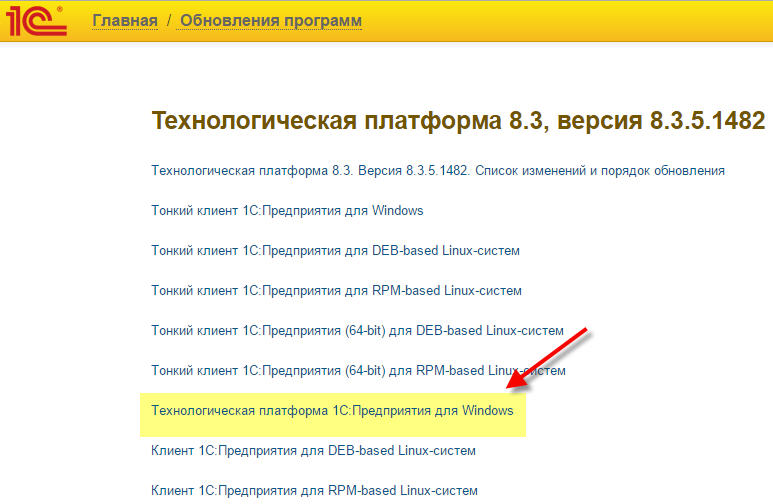 1С®
Главная / Обновления программ
Технологическая платформа 8.3, версия 8.3.5.1482
Технологическая платформа 8.3. Версия 8.3.5.1482. Список изменений и порядок обновления
Тонкий клиент 1С:Предприятия для Windows
Тонкий клиент 1С:Предприятия для DEB-based Linux-систем
Тонкий клиент 1С:Предприятия для RPM-based Linux-систем
Тонкий клиент 1С:Предприятия (64-bit) для DEB-based Linux-систем
Тонкий клиент 1С:Предприятия (64-bit) для RPM-based Linux-систем
Технологическая платформа 1С:Предприятия для Windows
Клиент 1С:Предприятия для DEB-based Linux-систем
Клиент 1С:Предприятия для RPM-based Linux-систем